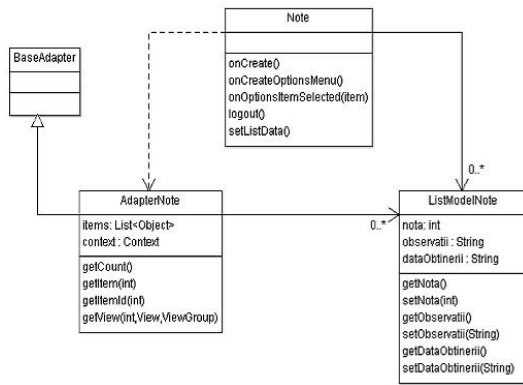 Note
onCreate()
onCreateOptionsMenu()
onOptionsItemSelected(item)
logout()
setListData()
BaseAdapter
0..*
AdapterNote
items: List<Object>
context : Context
getCount()
getItem(int)
getItemId(int)
getView(int,View,ViewGroup)
0..*
ListModelNote
nota: int
observatii : String
dataObtinerii : String
getNota()
setNota(int)
getObservatii()
setObservatii(String)
getDataObtinerii()
setDataObtinerii(String)